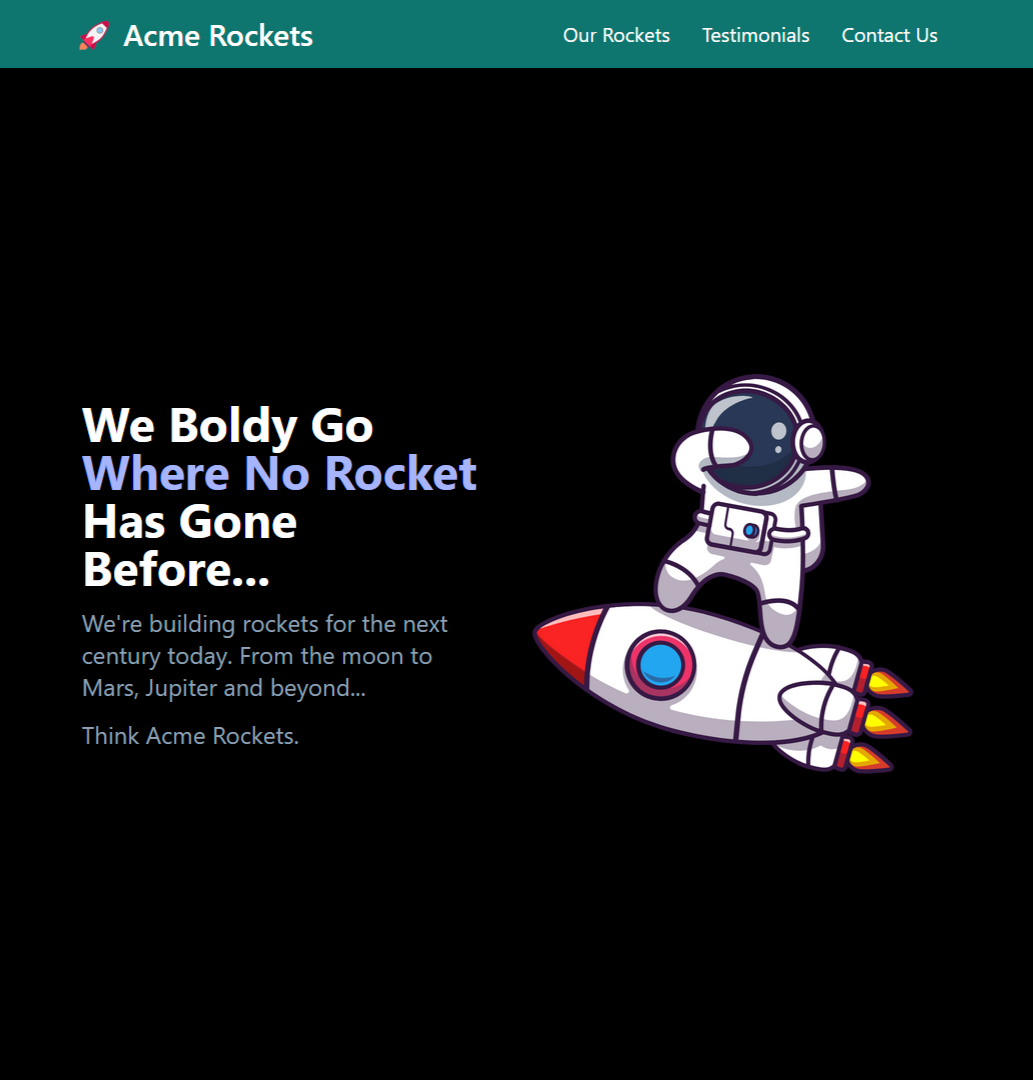 Acme Rockets
Our Rockets Testimonials Contact Us
We Boldy Go
Where No Rocket
Has Gone
Before...
We're building rockets for the next
century today. From the moon to
Mars, Jupiter and beyond...
Think Acme Rockets.